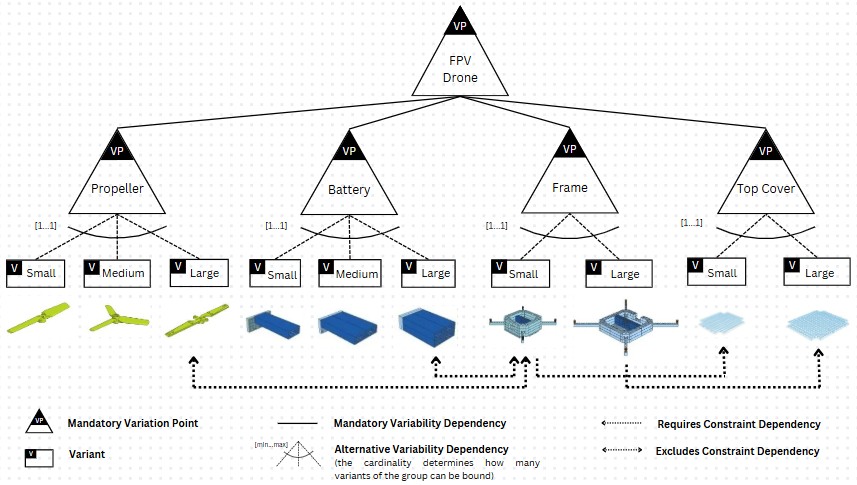 VP
FPV
Drone
VP
VP
VP
VP
Propeller
Battery
Frame
Top Cover
[1...1]
[1...1]
[1...1]
[1...1]
V Small
V Medium
V Large
V Small
V Medium
V Large
V Small
V Large
V Small
V Large
VP
Mandatory Variation Point
Mandatory Variability Dependency
Requires Constraint Dependency
V
Variant
[min...max]
Alternative Variability Dependency
(the cardinality determines how many
variants of the group can be bound)
Excludes Constraint Dependency